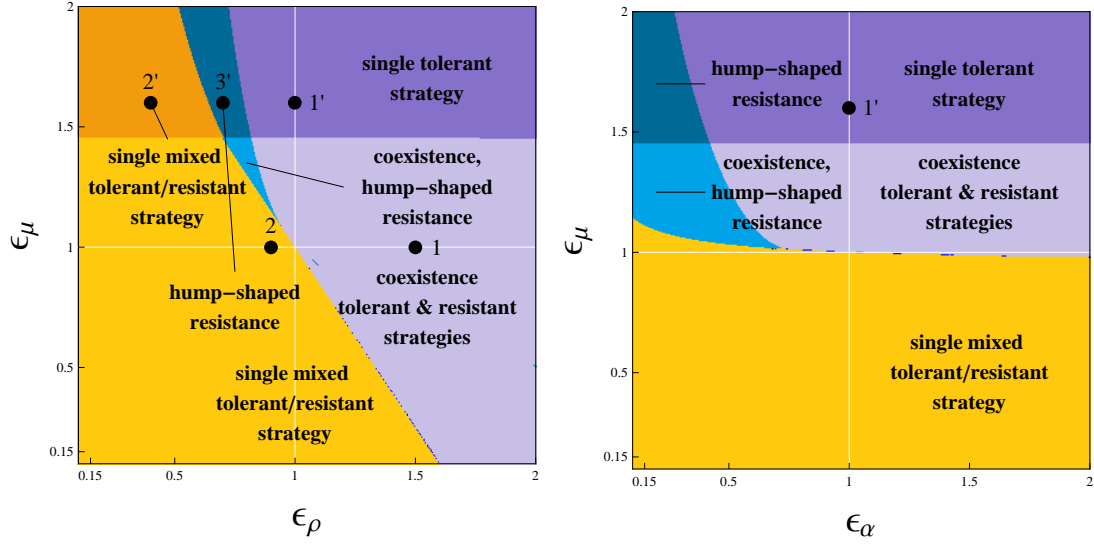 2
2'
3'
1'
single tolerant
strategy
1.5
single mixed
tolerant/resistant
strategy
coexistence,
hump−shaped
resistance
ϵμ
2
1
1
hump−shaped
resistance
coexistence
tolerant & resistant
strategies
0.5
single mixed
tolerant/resistant
strategy
0.15
0.15 0.5 1 1.5 2
ϵρ
2
hump−shaped
resistance
single tolerant
strategy
1'
1.5
coexistence,
hump−shaped
resistance
coexistence
tolerant & resistant
strategies
ϵμ
1
0.5
single mixed
tolerant/resistant
strategy
0.15
0.15 0.5 1 1.5 2
ϵα